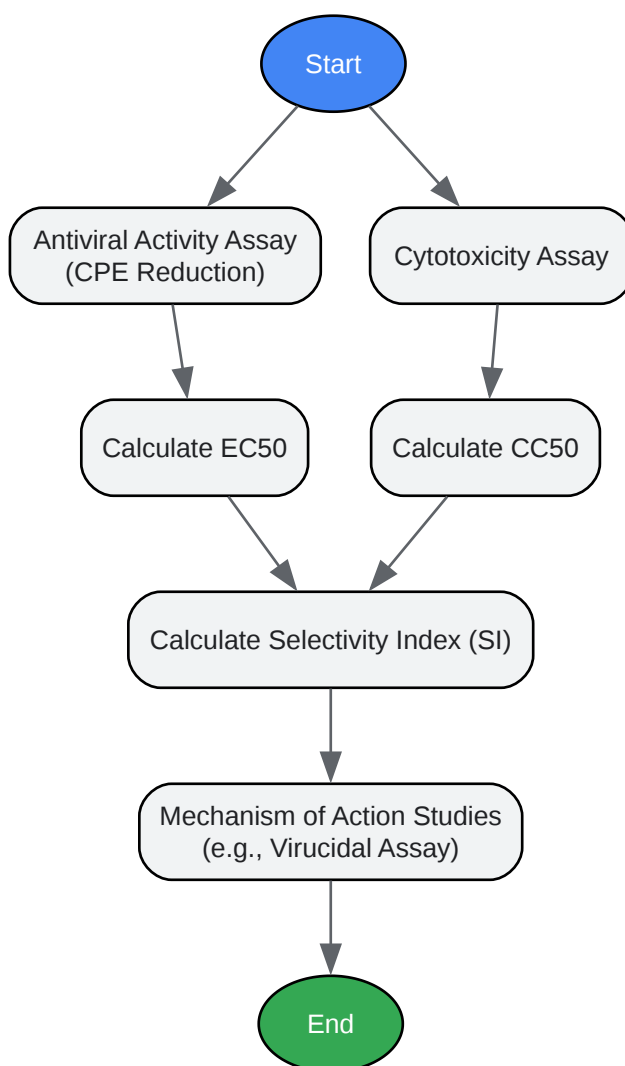 Start
Antiviral Activity Assay
(CPE Reduction)
Cytotoxicity Assay
Calculate EC50
Calculate CC50
Calculate Selectivity Index (SI)
Mechanism of Action Studies
(e.g., Virucidal Assay)
End